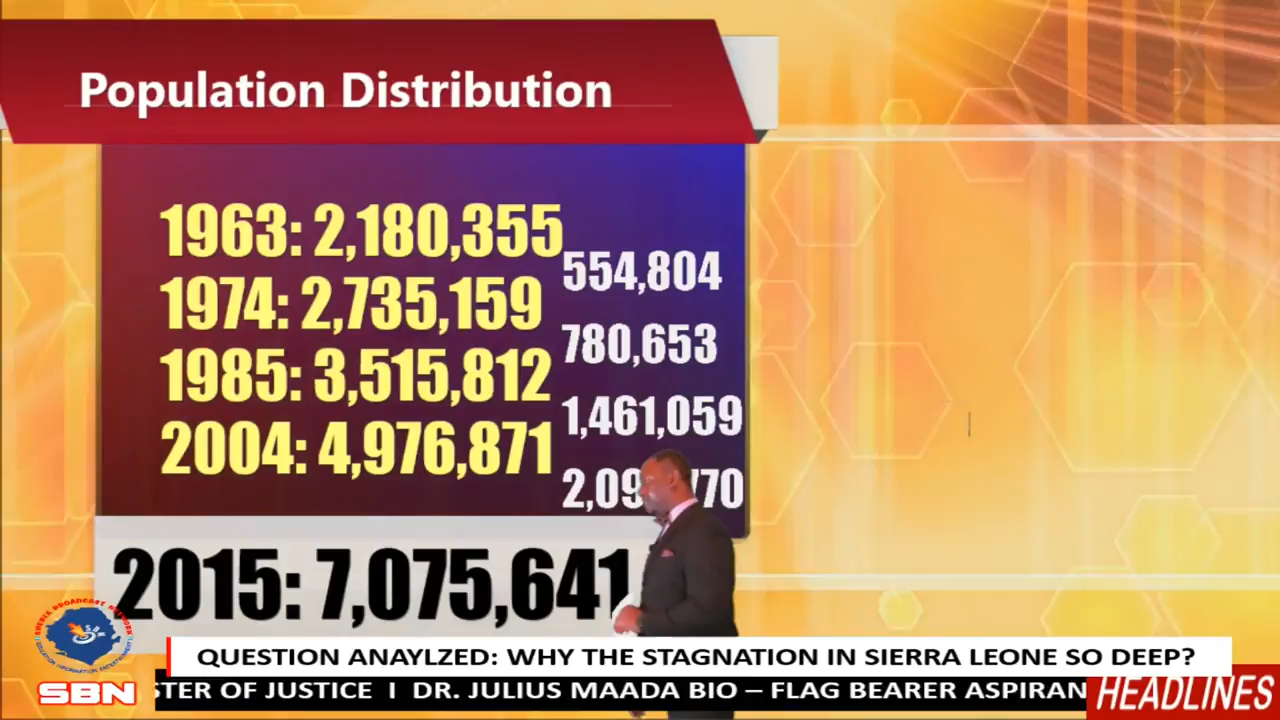 Population Distribution
1963: 2,180,355
554,804
1974: 2,735,159
780,653
1985: 3,515,812
1,461,059
2004: 4,976,871
2015: 7,075,641
QUESTION ANAYLZED: WHY THE STAGNATION IN SIERRA LEONE SO DEEP?
SBN
STER OF JUSTICE I DR. JULIUS MAADA BIO – FLAG BEARER ASPIRAN
HEADLINES